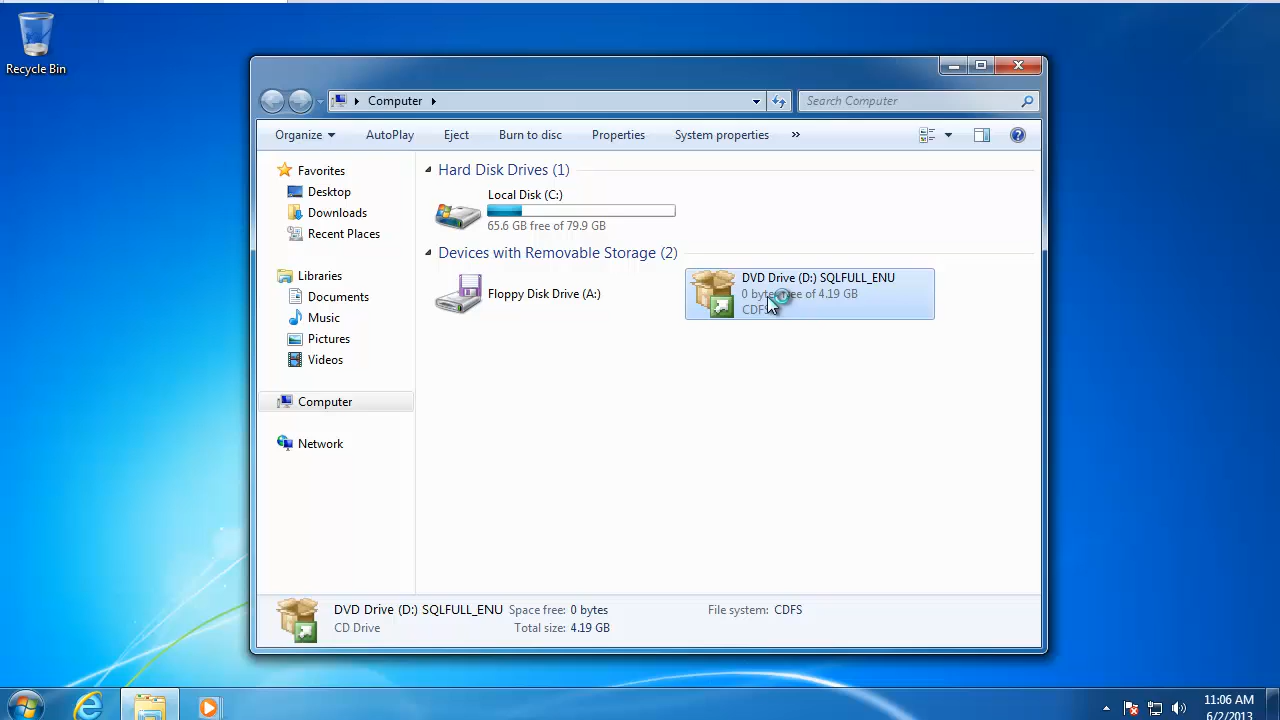 Recycle Bin
Computer
Search Computer
Organize AutoPlay Eject Burn to disc Properties System properties »
Favorites
Desktop
Downloads
Recent Places
Libraries
Documents
Music
Pictures
Videos
Computer
Network
Hard Disk Drives (1)
Local Disk (C:)
65.6 GB free of 79.9 GB
Devices with Removable Storage (2)
Floppy Disk Drive (A:)
DVD Drive (D:) SQLFULL_ENU
0 bytes free of 4.19 GB
CDFS
DVD Drive (D:) SQLFULL_ENU Space free: 0 bytes File system: CDFS
CD Drive Total size: 4.19 GB
11:06 AM
6/2/2013